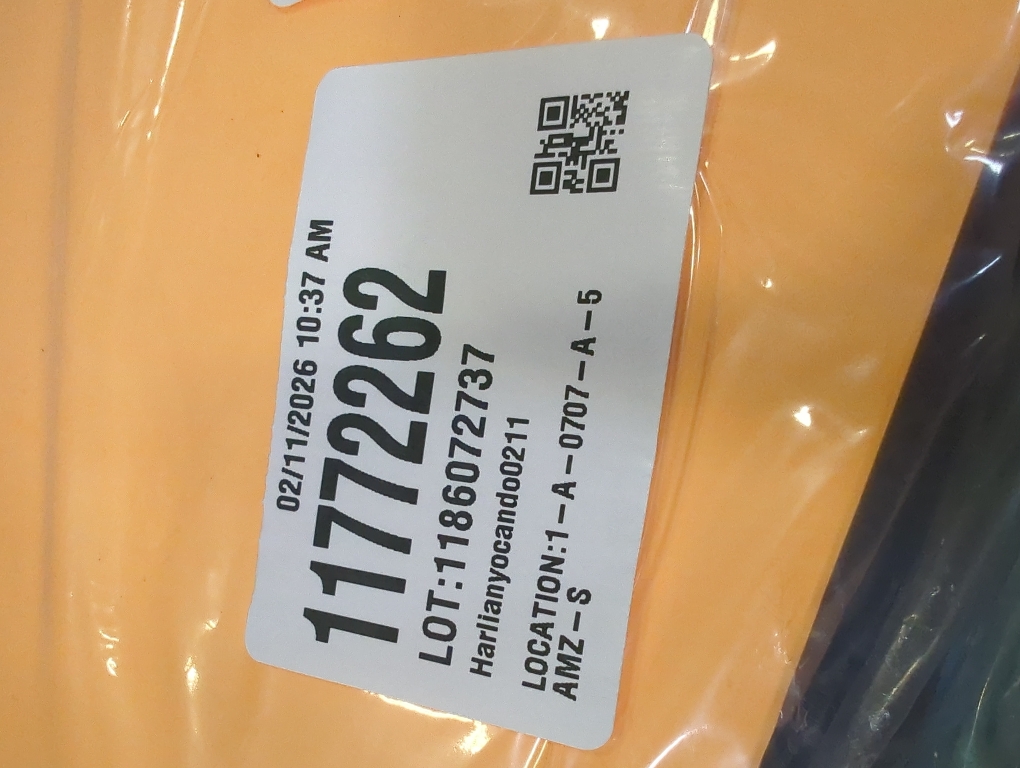 02/11/2026 10:37 AM
11772262
LOT:1186072737
Harlianyocando0211
LOCATION:1-A-0707-A-5
AMZ-S